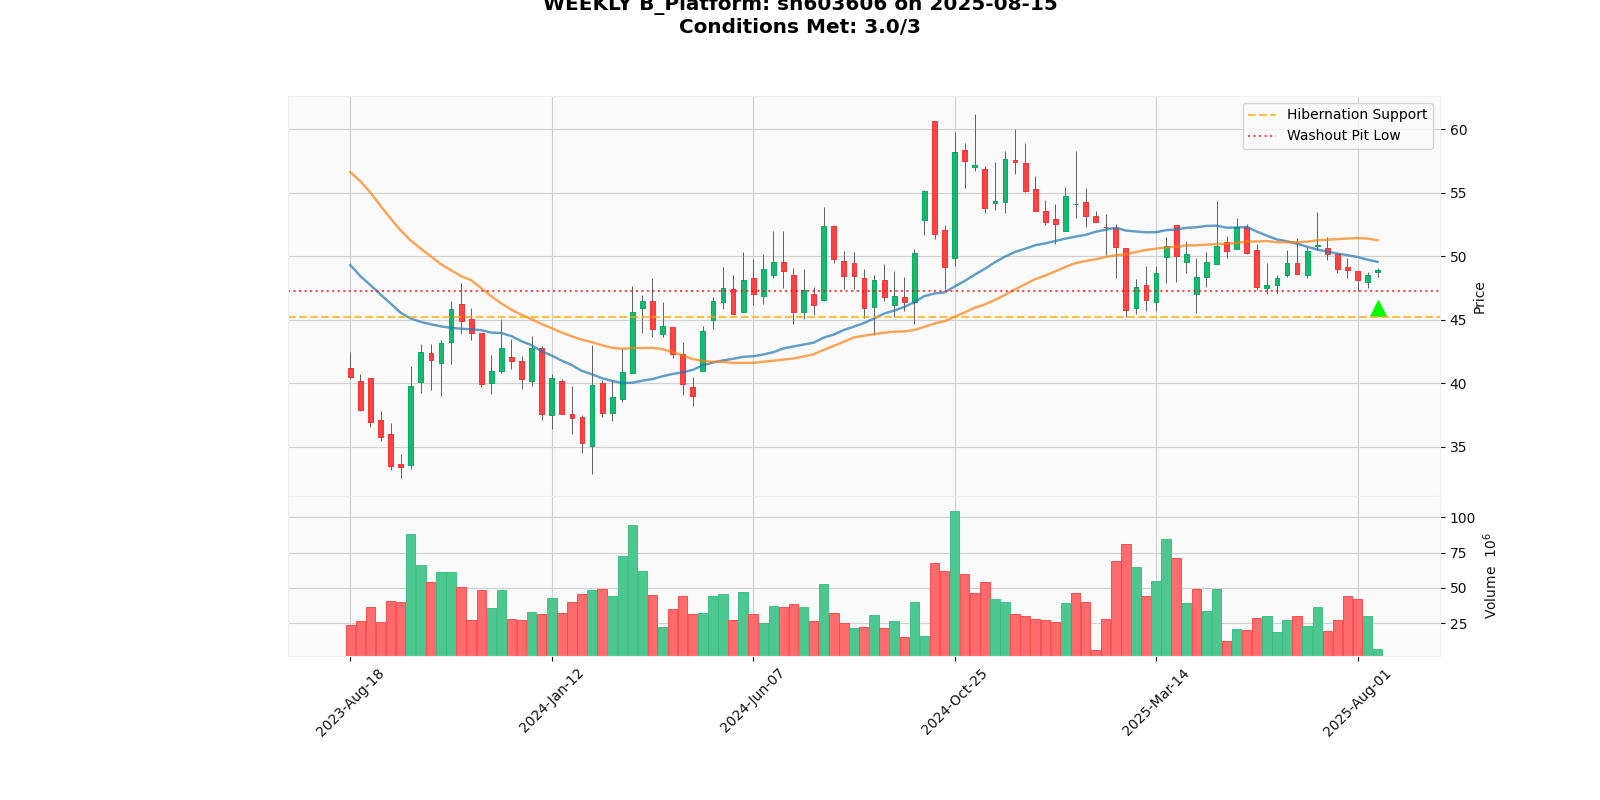 WEEKLY B_Platform: sh603606 on 2025-08-15
Conditions Met: 3.0/3
Hibernation Support
Washout Pit Low
60
55
50
45
40
35
Price
100
75
50
25
Volume 10^6
2023-Aug-18
2024-Jan-12
2024-Jun-07
2024-Oct-25
2025-Mar-14
2025-Aug-01